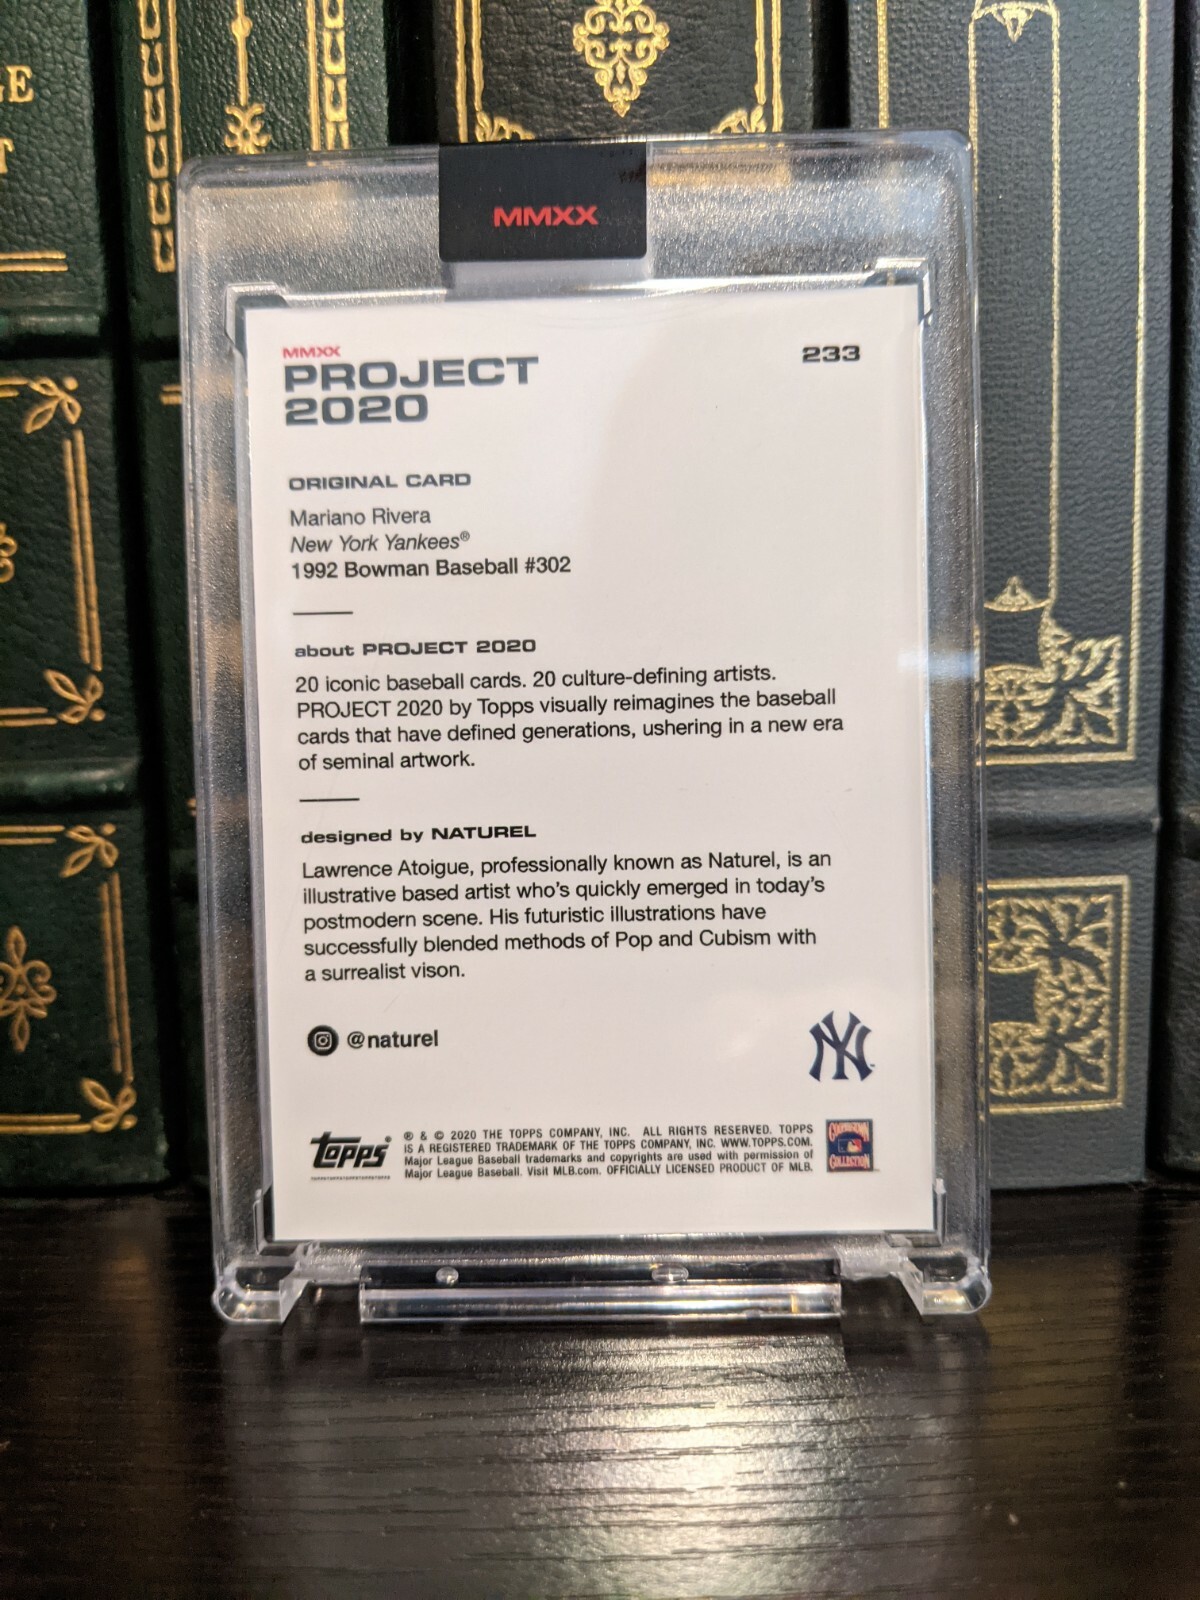 GE
T
MMXX
MMXX
PROJECT
2020
233
ORIGINAL CARD
Mariano Rivera
New York Yankees®
1992 Bowman Baseball #302
about PROJECT 2020
20 iconic baseball cards. 20 culture-defining artists.
PROJECT 2020 by Topps visually reimagines the baseball
cards that have defined generations, ushering in a new era
of seminal artwork.
designed by NATUREL
Lawrence Atoigue, professionally known as Naturel, is an
illustrative based artist who's quickly emerged in today's
postmodern scene. His futuristic illustrations have
successfully blended methods of Pop and Cubism with
a surrealist vison.
@naturel
NY
topps®
® & © 2020 THE TOPPS COMPANY, INC. ALL RIGHTS RESERVED. TOPPS
IS A REGISTERED TRADEMARK OF THE TOPPS COMPANY, INC. WWW.TOPPS.COM.
Major League Baseball trademarks and copyrights are used with permission of
Major League Baseball. Visit MLB.com. OFFICIALLY LICENSED PRODUCT OF MLB.
COOPERSTOWN
COLLECTION